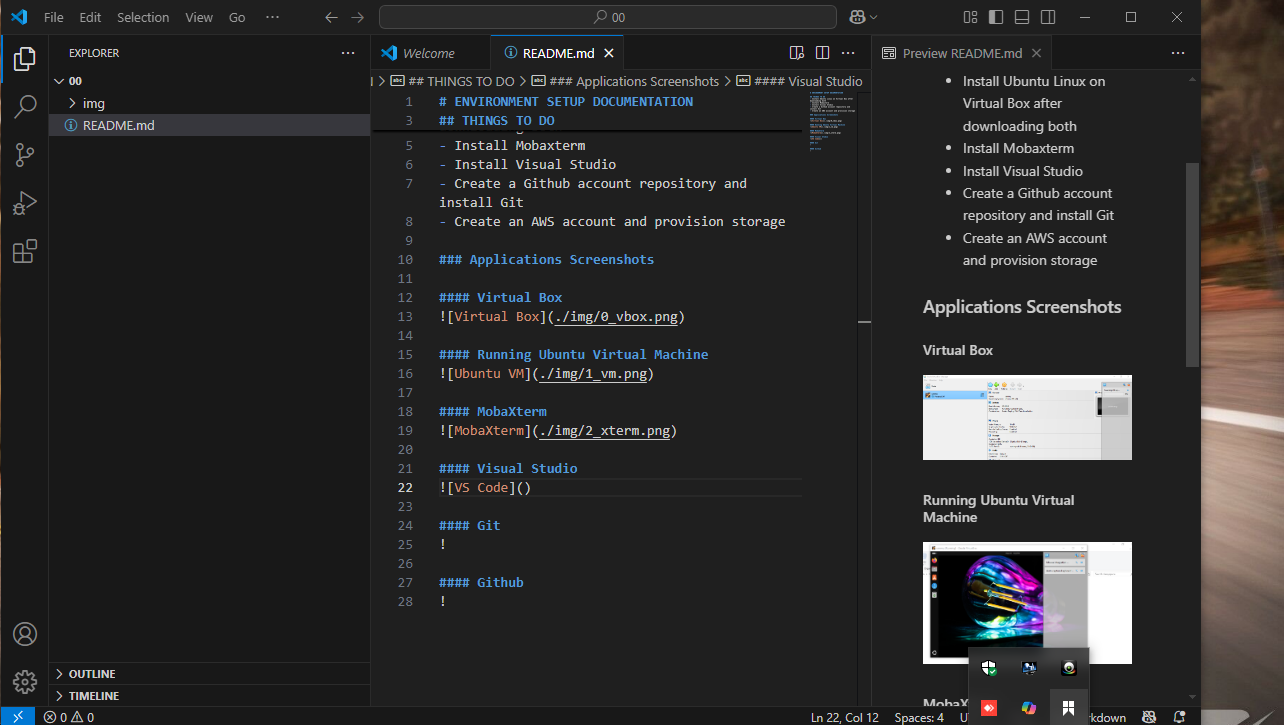 File Edit Selection View Go ··· 00
EXPLORER ···
00
img
README.md
OUTLINE
TIMELINE
Welcome
README.md
## THINGS TO DO > ### Applications Screenshots > #### Visual Studio
1 # ENVIRONMENT SETUP DOCUMENTATION
3 ## THINGS TO DO
5 - Install Mobaxterm
6 - Install Visual Studio
7 - Create a Github account repository and
install Git
8 - Create an AWS account and provision storage
9
10 ### Applications Screenshots
11
12 #### Virtual Box
13 ![Virtual Box](./img/0_vbox.png)
14
15 #### Running Ubuntu Virtual Machine
16 ![Ubuntu VM](./img/1_vm.png)
17
18 #### MobaXterm
19 ![MobaXterm](./img/2_xterm.png)
20
21 #### Visual Studio
22 ![VS Code]()
23
24 #### Git
25 !
26
27 #### Github
28 !
Preview README.md
• Install Ubuntu Linux on
Virtual Box after
downloading both
• Install Mobaxterm
• Install Visual Studio
• Create a Github account
repository and install Git
• Create an AWS account
and provision storage
Applications Screenshots
Virtual Box
Running Ubuntu Virtual
Machine
0 0
Ln 22, Col 12 Spaces: 4